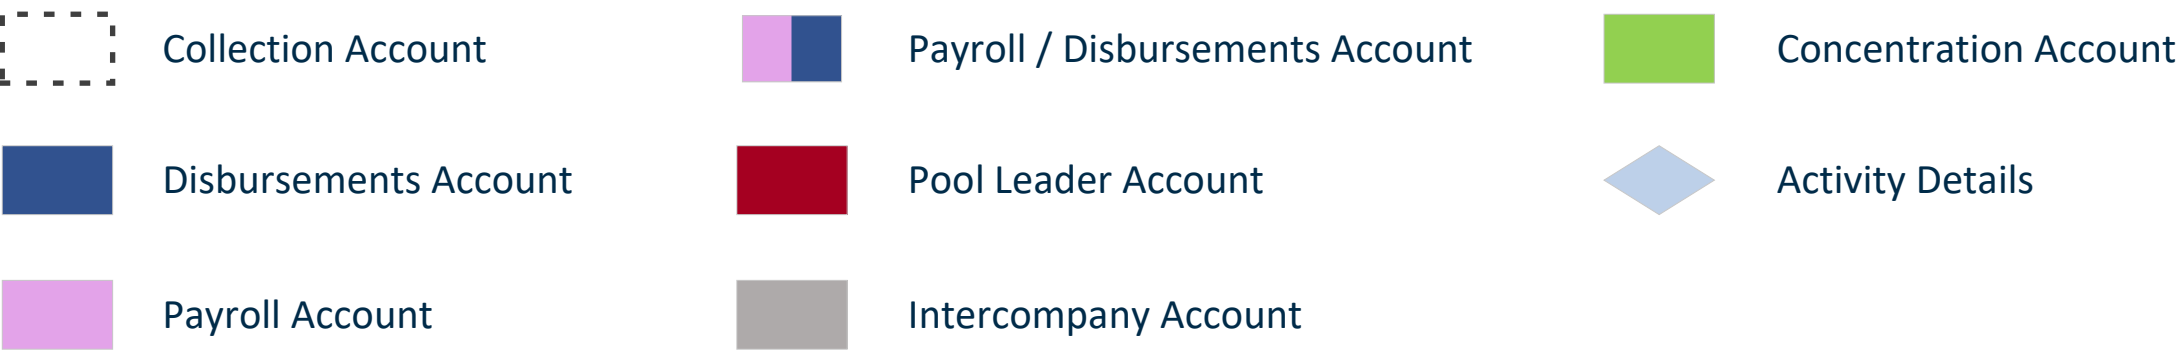 Collection Account
Payroll / Disbursements Account
Concentration Account
Disbursements Account
Pool Leader Account
Activity Details
Payroll Account
Intercompany Account